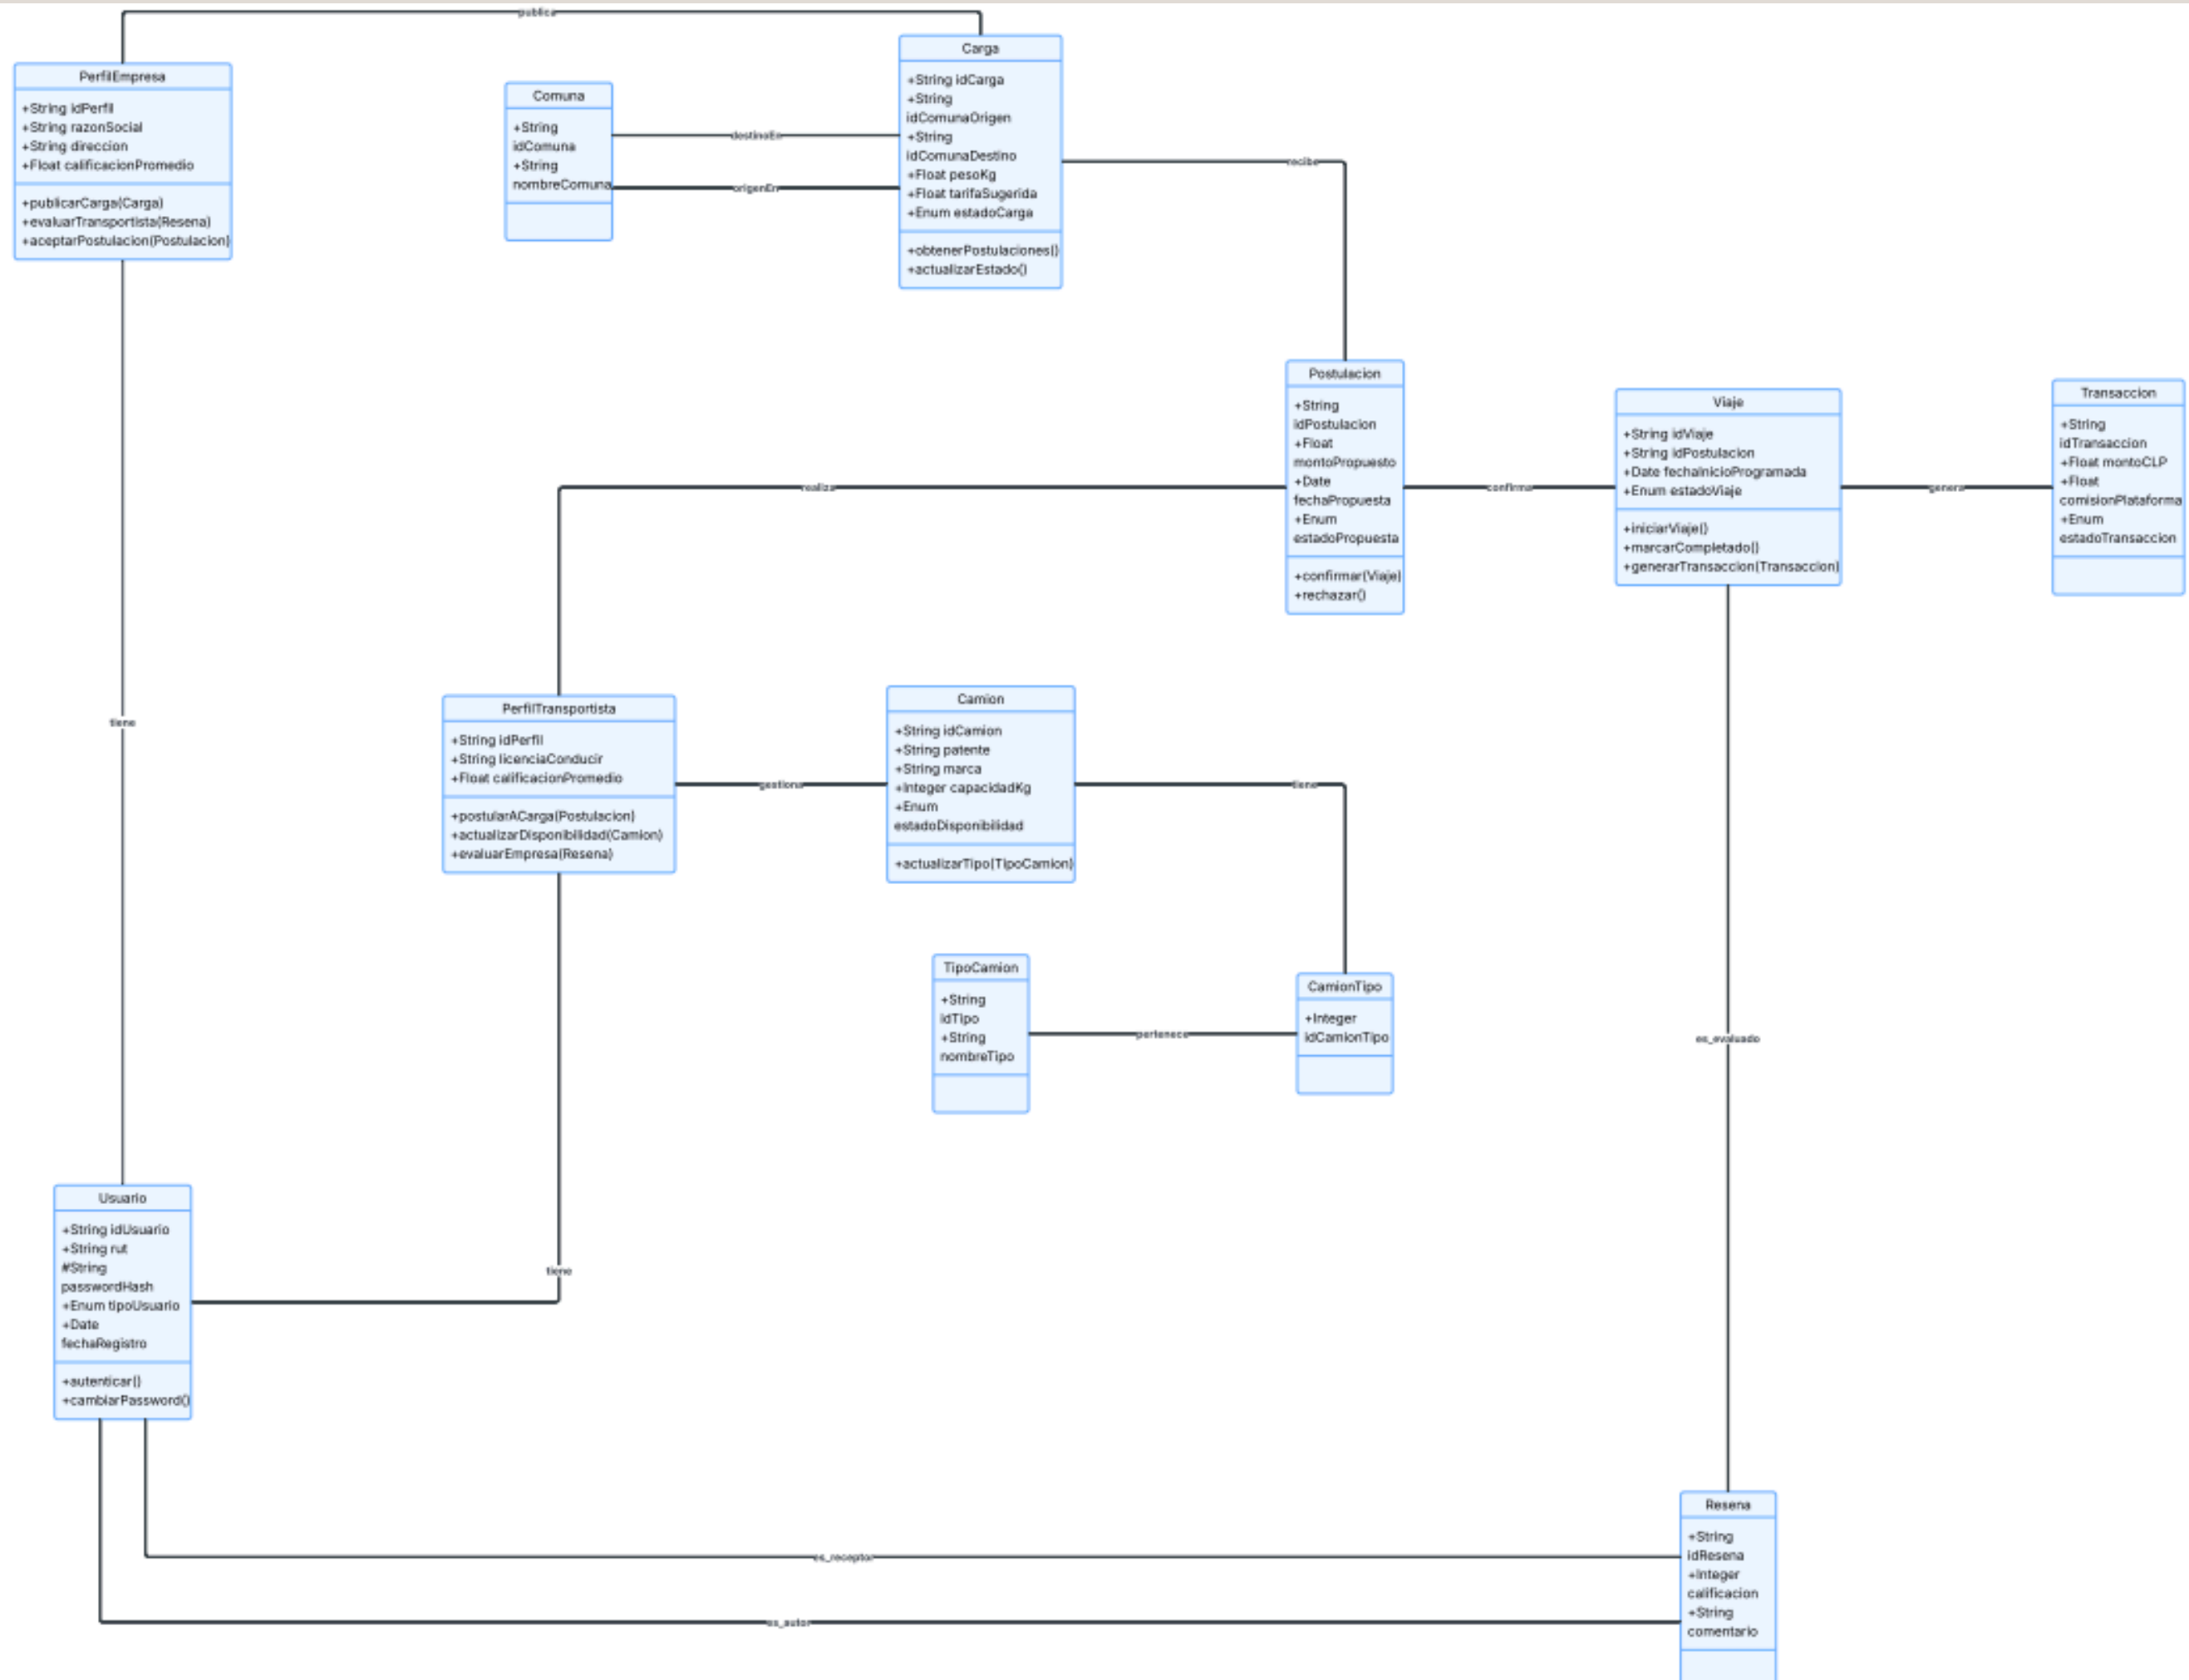 publica
PerfilEmpresa
+String idPerfil
+String razonSocial
+String direccion
+Float calificacionPromedio
+publicarCarga(Carga)
+evaluarTransportista(Resena)
+aceptarPostulacion(Postulacion)
Comuna
+String
idComuna
+String
nombreComuna
destinoEn
origenEn
Carga
+String idCarga
+String
idComunaOrigen
+String
idComunaDestino
+Float pesoKg
+Float tarifaSugerida
+Enum estadoCarga
+obtenerPostulaciones()
+actualizarEstado()
recibe
Postulacion
+String
idPostulacion
+Float
montoPropuesto
+Date
fechaPropuesta
+Enum
estadoPropuesta
+confirmar(Viaje)
+rechazar()
confirma
Viaje
+String idViaje
+String idPostulacion
+Date fechaInicioProgramada
+Enum estadoViaje
+iniciarViaje()
+marcarCompletado()
+generarTransaccion(Transaccion)
genera
Transaccion
+String
idTransaccion
+Float montoCLP
+Float
comisionPlataforma
+Enum
estadoTransaccion
realiza
tiene
PerfilTransportista
+String idPerfil
+String licenciaConducir
+Float calificacionPromedio
+postularACarga(Postulacion)
+actualizarDisponibilidad(Camion)
+evaluarEmpresa(Resena)
gestiona
Camion
+String idCamion
+String patente
+String marca
+Integer capacidadKg
+Enum
estadoDisponibilidad
+actualizarTipo(TipoCamion)
tiene
TipoCamion
+String
idTipo
+String
nombreTipo
pertenece
CamionTipo
+Integer
idCamionTipo
es_evaluado
Usuario
+String idUsuario
+String rut
#String
passwordHash
+Enum tipoUsuario
+Date
fechaRegistro
+autenticar()
+cambiarPassword()
tiene
es_receptor
es_autor
Resena
+String
idResena
+Integer
calificacion
+String
comentario